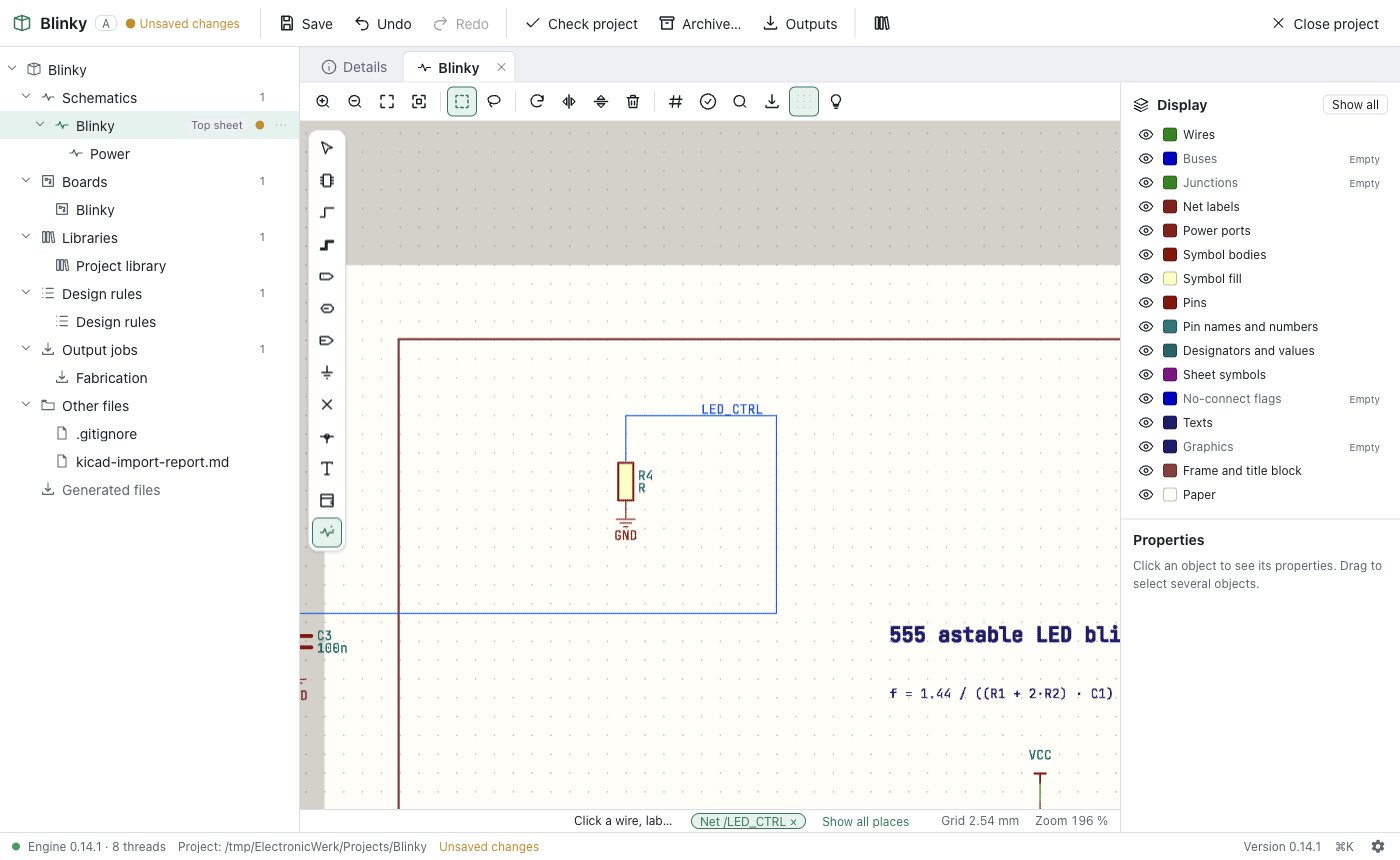 Blinky A Unsaved changes Save Undo Redo Check project Archive... Outputs Close project
Blinky
Schematics 1
Blinky Top sheet ...
Power
Boards 1
Blinky
Libraries 1
Project library
Design rules 1
Design rules
Output jobs 1
Fabrication
Other files
.gitignore
kicad-import-report.md
Generated files
Details Blinky
LED_CTRL
R4
R
GND
C3
100n
D
555 astable LED bli
f = 1.44 / ((R1 + 2·R2) · C1)
VCC
Click a wire, lab... Net /LED_CTRL × Show all places Grid 2.54 mm Zoom 196 %
Display Show all
Wires
Buses Empty
Junctions Empty
Net labels
Power ports
Symbol bodies
Symbol fill
Pins
Pin names and numbers
Designators and values
Sheet symbols
No-connect flags Empty
Texts
Graphics Empty
Frame and title block
Paper
Properties
Click an object to see its properties. Drag to
select several objects.
Engine 0.14.1 · 8 threads Project: /tmp/ElectronicWerk/Projects/Blinky Unsaved changes Version 0.14.1 ⌘K